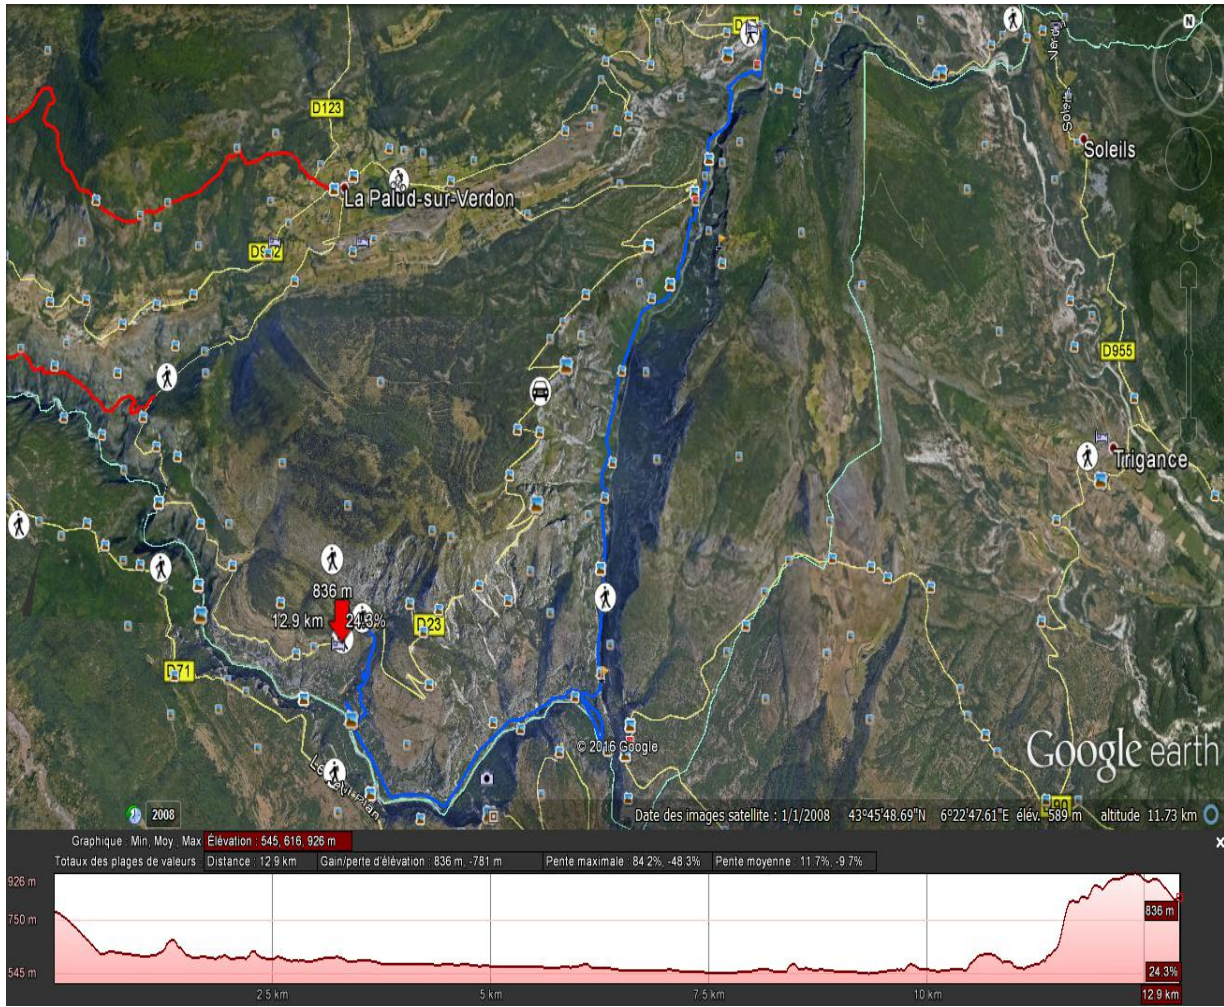 D17
N
Verdon
D123
Soleils
Soleils
La Palud-sur-Verdon
D952
D955
Trigance
836 m
12.9 km 24.3%
D23
D71
© 2016 Google
Google earth
2008
Date des images satellite : 1/1/2008 43°45'48.69"N 6°22'47.61"E élév. 589 m altitude 11.73 km
90
Graphique : Min, Moy., Max Élévation : 545, 616, 926 m
x
Totaux des plages de valeurs : Distance : 12.9 km Gain/perte d'élévation : 836 m, -781 m Pente maximale : 84.2%, -48.3% Pente moyenne : 11.7%, -9.7%
926 m
750 m
545 m
836 m
24.3%
2.5 km
5 km
7.5 km
10 km
12.9 km